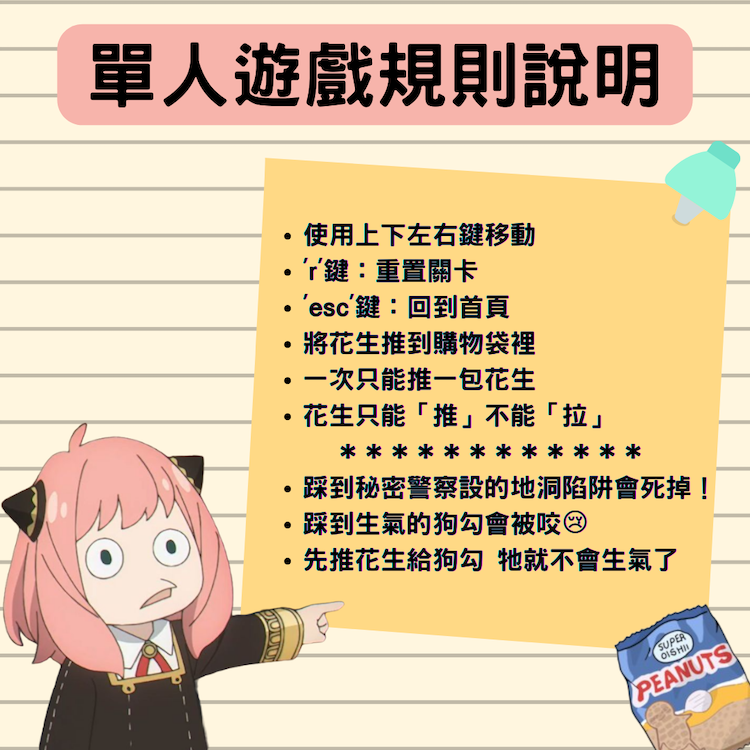 單人遊戲規則說明
• 使用上下左右鍵移動
• 'r'鍵：重置關卡
• 'esc'鍵：回到首頁
• 將花生推到購物袋裡
• 一次只能推一包花生
• 花生只能「推」不能「拉」
＊＊＊＊＊＊＊＊＊＊＊＊
• 踩到秘密警察設的地洞陷阱會死掉！
• 踩到生氣的狗勾會被咬😢
• 先推花生給狗勾 牠就不會生氣了
SUPER
OISHII
PEANUTS